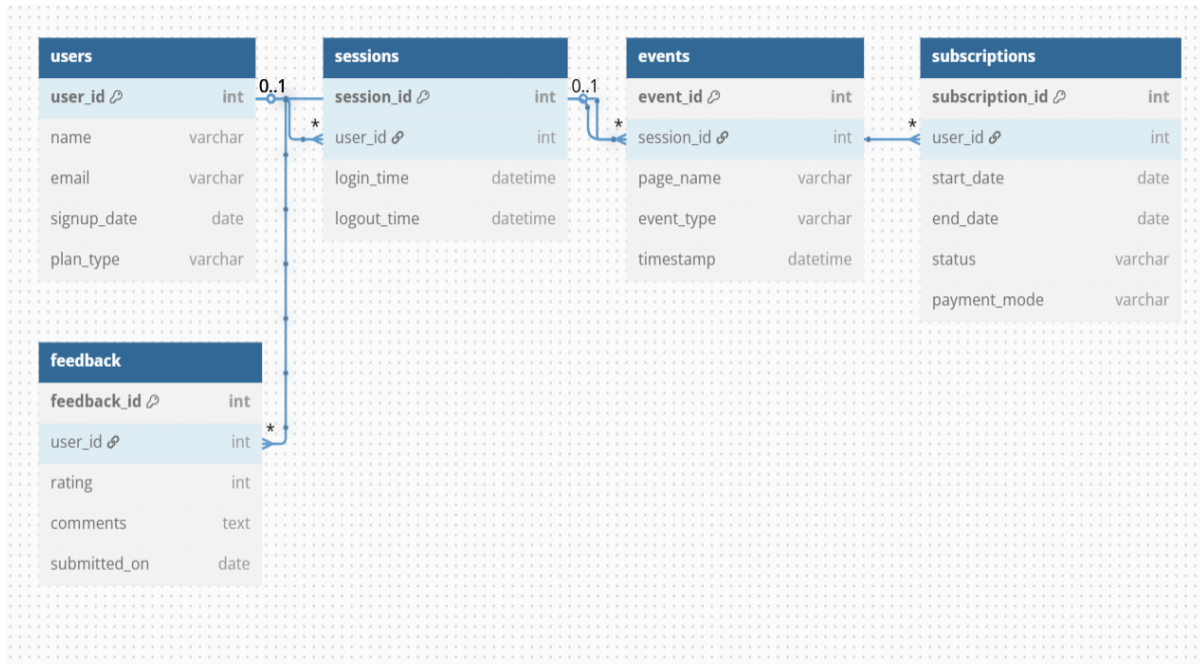 users
user_id int
name varchar
email varchar
signup_date date
plan_type varchar
0..1
*
sessions
session_id int
user_id int
login_time datetime
logout_time datetime
0..1
*
events
event_id int
session_id int
page_name varchar
event_type varchar
timestamp datetime
*
subscriptions
subscription_id int
user_id int
start_date date
end_date date
status varchar
payment_mode varchar
feedback
feedback_id int
user_id int
*
rating int
comments text
submitted_on date